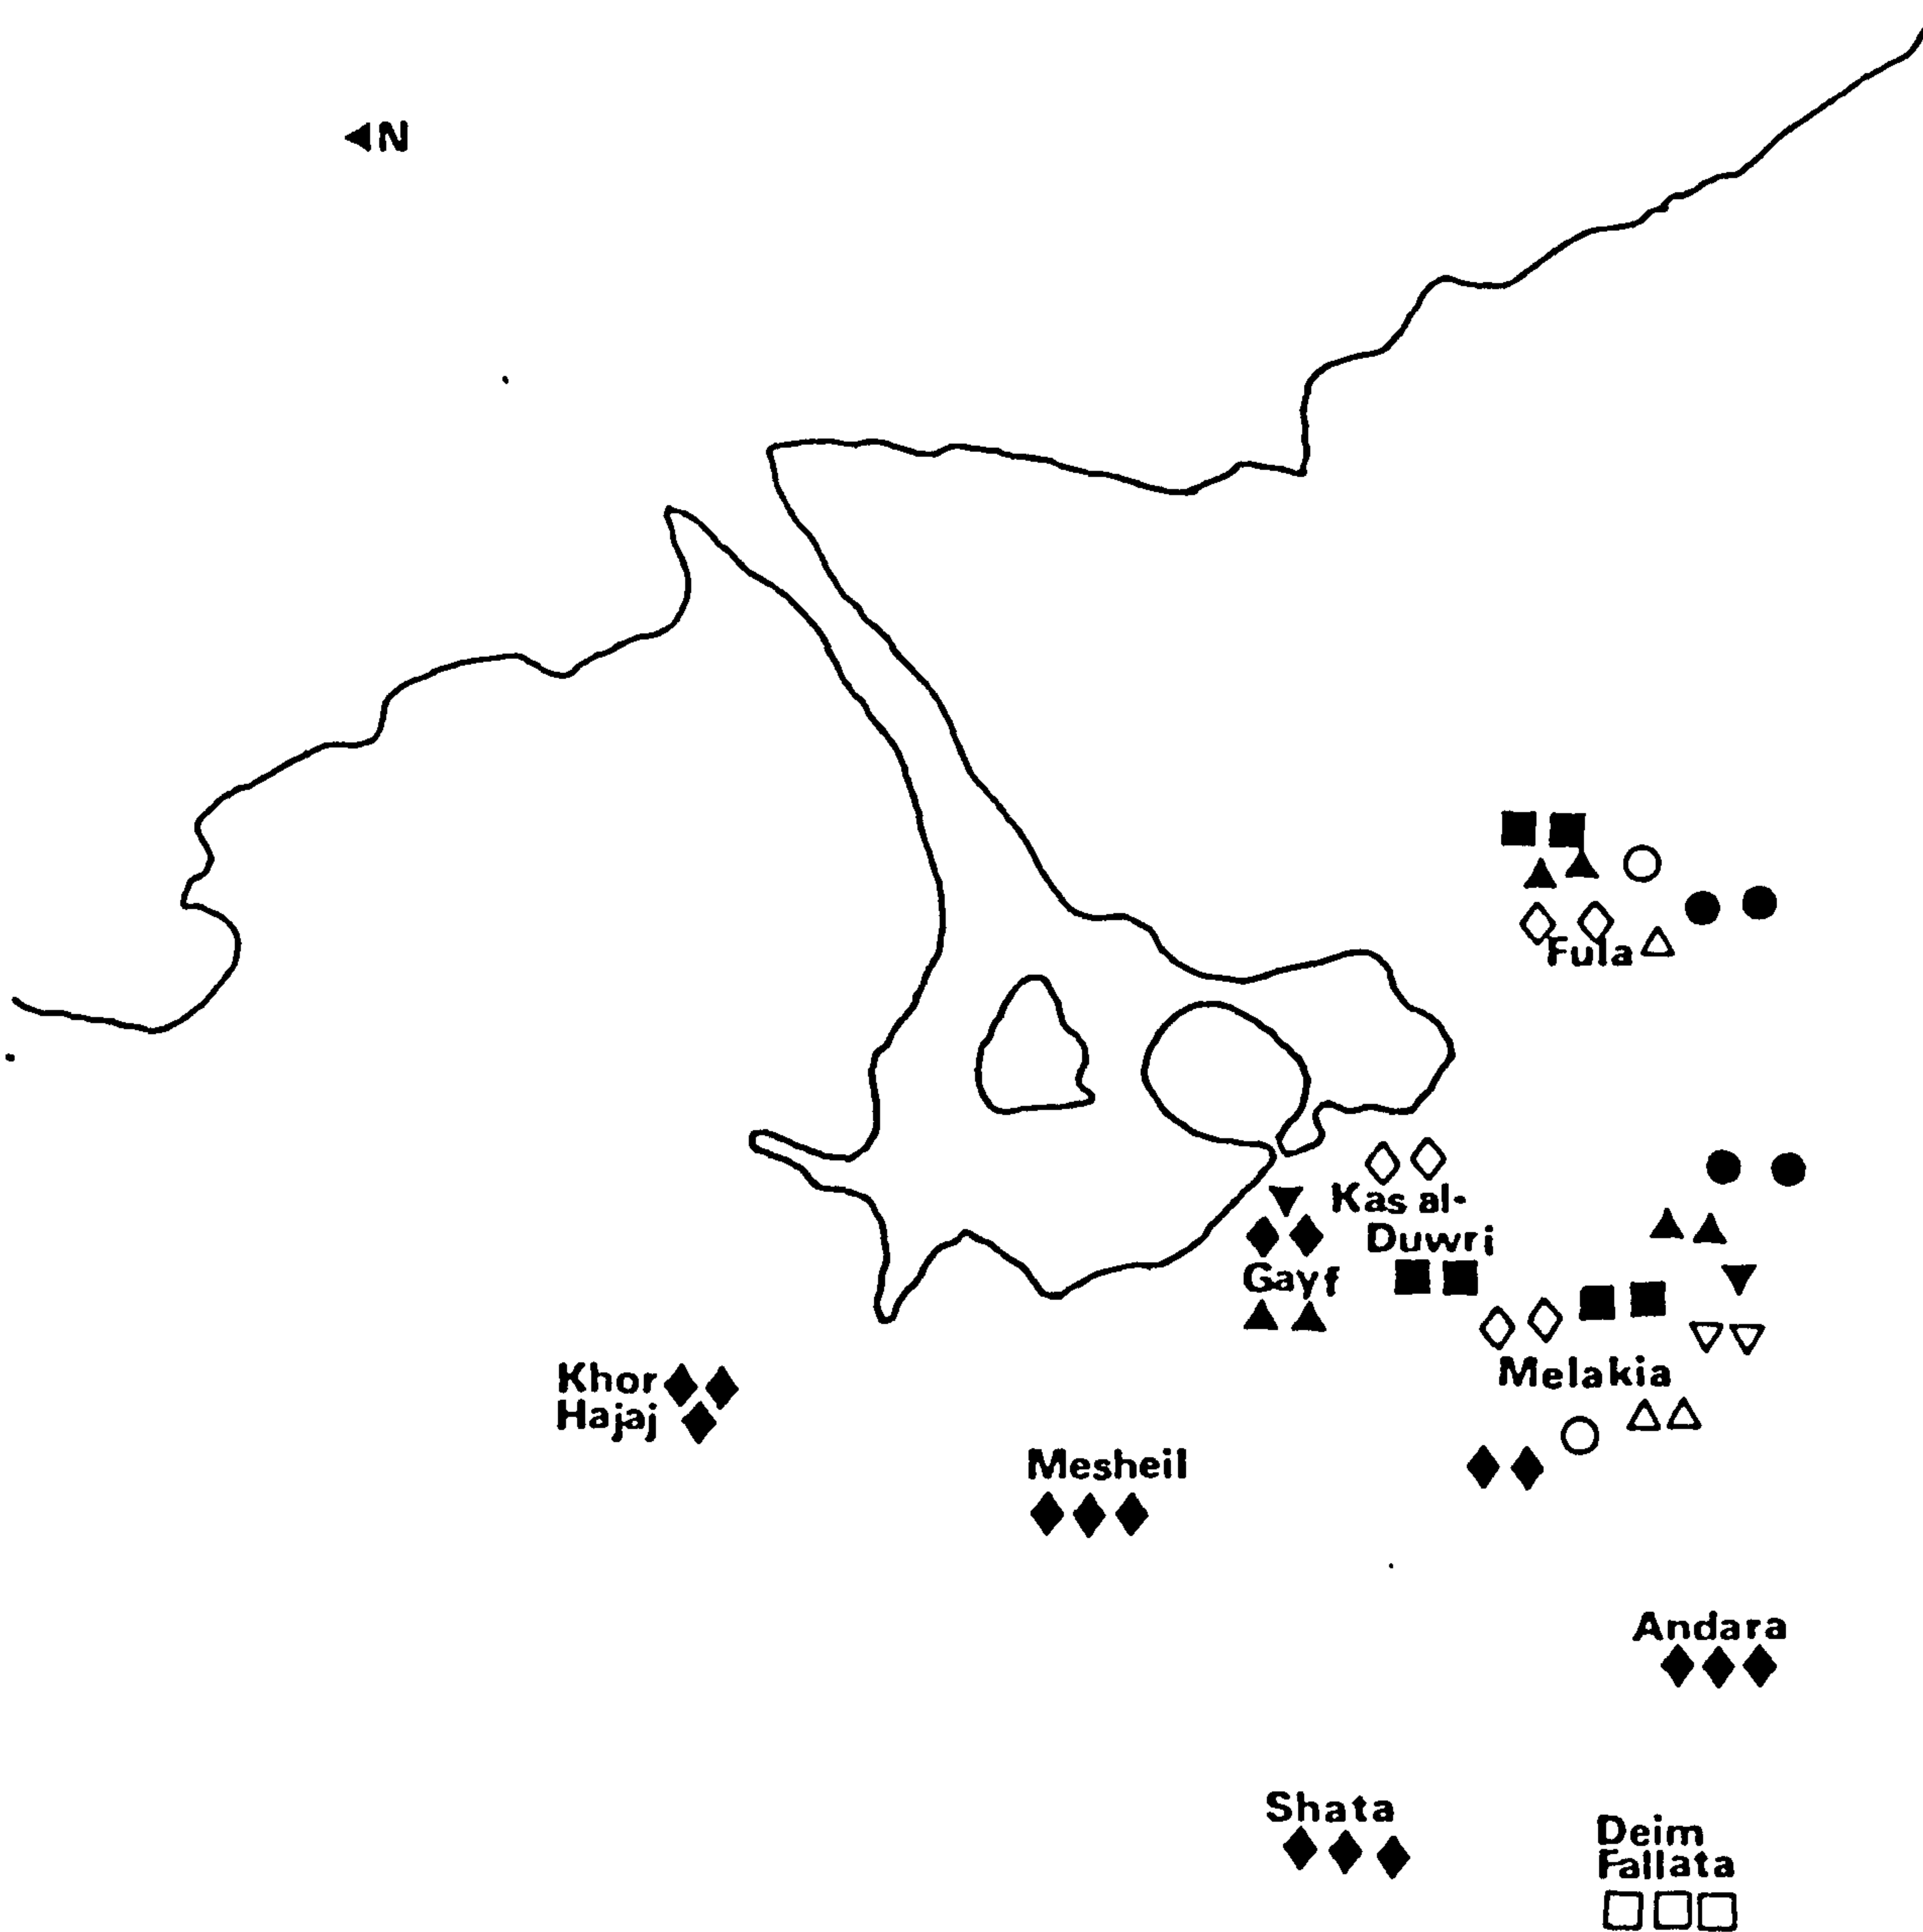 N
Fula
Kas al-
Duwri
Gayf
Melakia
Khor
Hajaj
Mesheil
Andara
Shata
Deim
Fallata